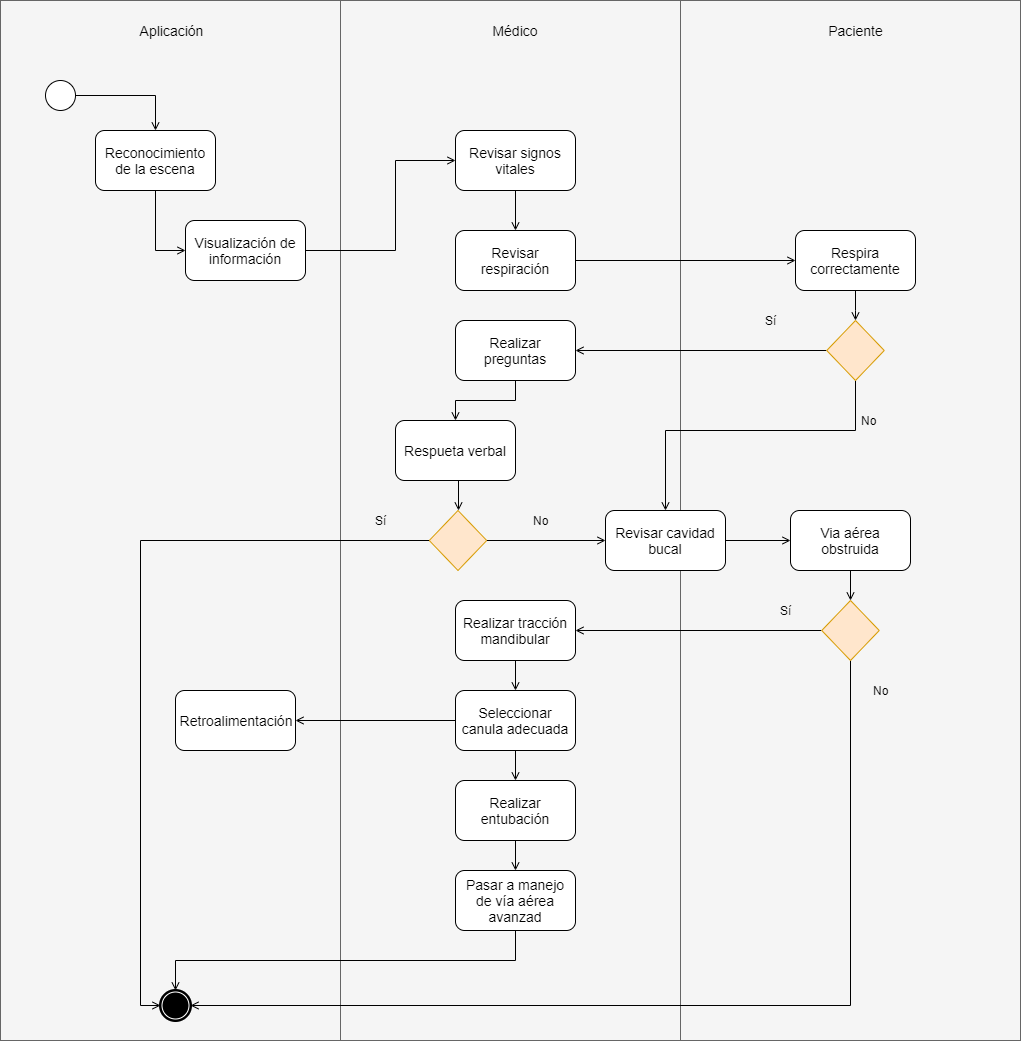 Aplicación
Médico
Paciente
Reconocimiento
de la escena
Revisar signos
vitales
Visualización de
información
Revisar
respiración
Respira
correctamente
Sí
Realizar
preguntas
No
Respueta verbal
Sí
No
Revisar cavidad
bucal
Via aérea
obstruida
Sí
Realizar tracción
mandibular
No
Retroalimentación
Seleccionar
canula adecuada
Realizar
entubación
Pasar a manejo
de vía aérea
avanzad